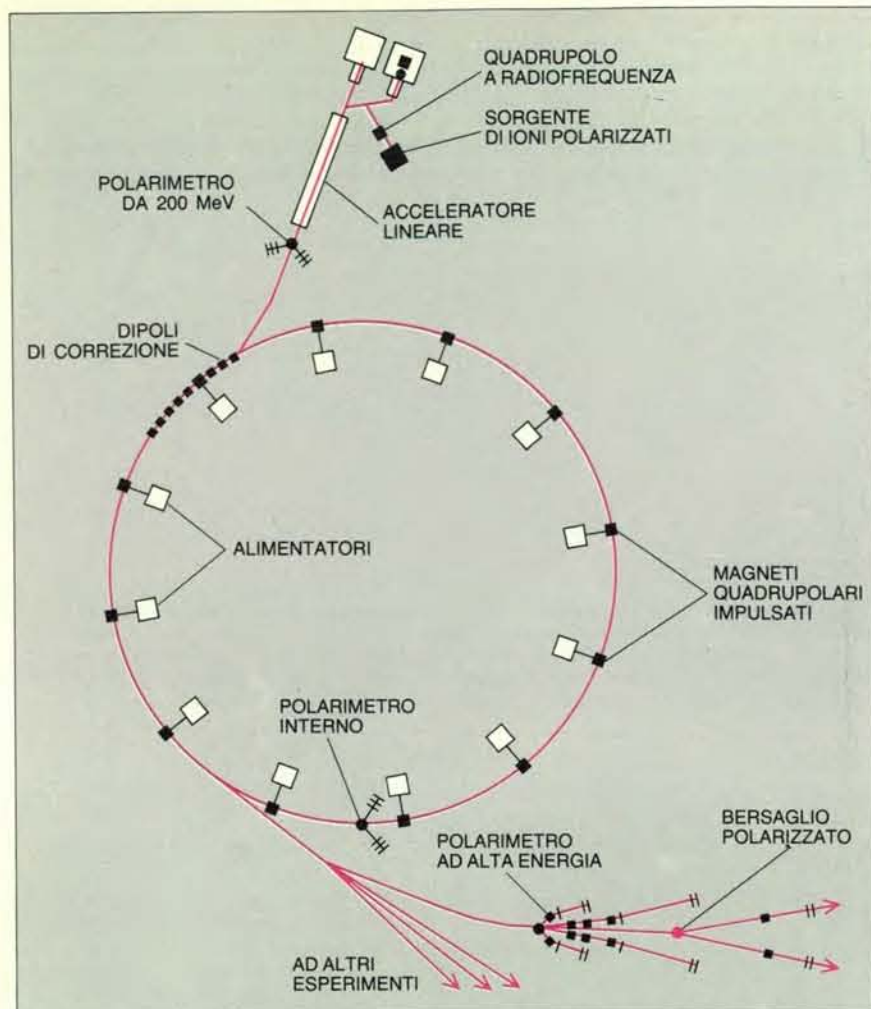 QUADRUPOLO
A RADIOFREQUENZA
SORGENTE
DI IONI POLARIZZATI
POLARIMETRO
DA 200 MeV
ACCELERATORE
LINEARE
DIPOLI
DI CORREZIONE
ALIMENTATORI
MAGNETI
QUADRUPOLARI
IMPULSATI
POLARIMETRO
INTERNO
POLARIMETRO
AD ALTA ENERGIA
BERSAGLIO
POLARIZZATO
AD ALTRI
ESPERIMENTI